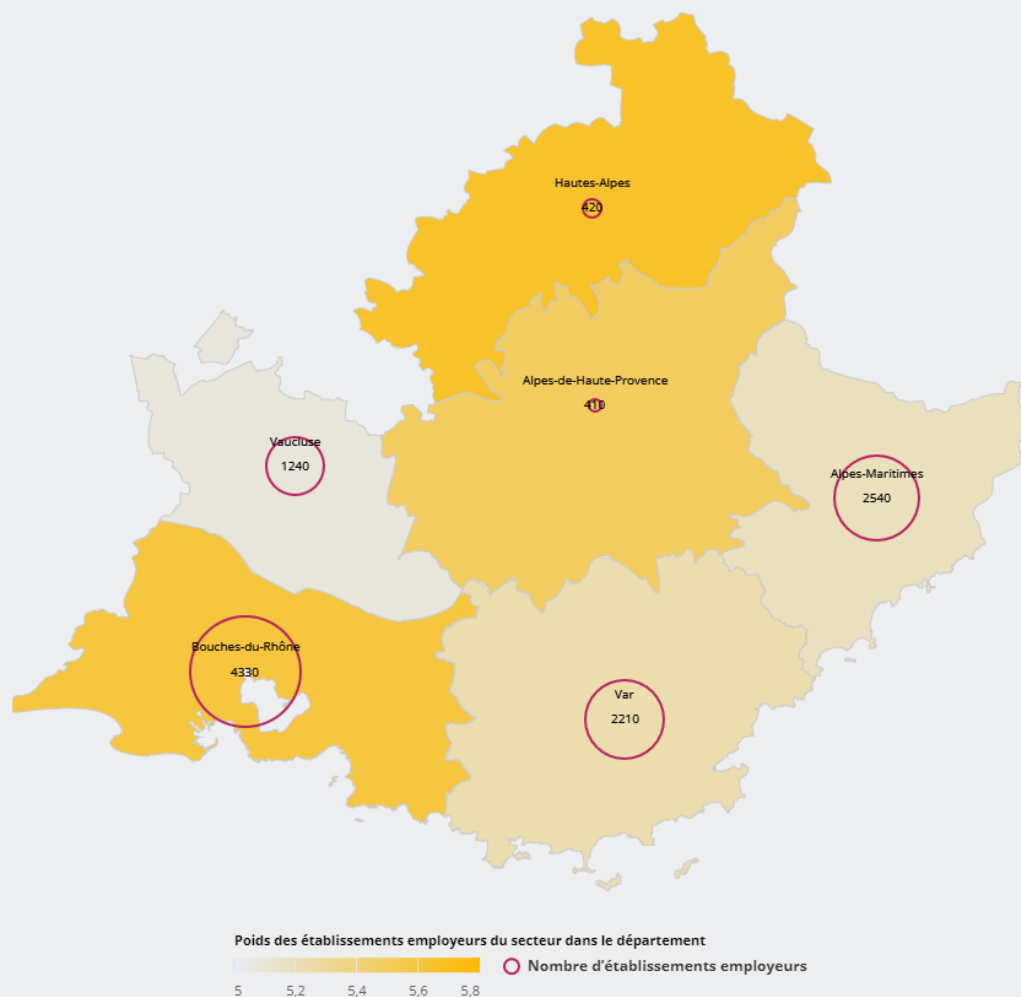 Hautes-Alpes
420
Alpes-de-Haute-Provence
410
Vaucluse
1240
Alpes-Maritimes
2540
Bouches-du-Rhône
4330
Var
2210
Poids des établissements employeurs du secteur dans le département
Nombre d'établissements employeurs
5 5,2 5,4 5,6 5,8